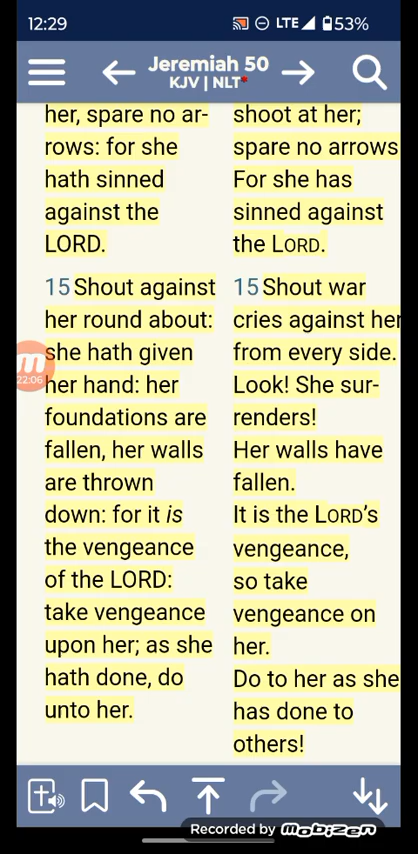 12:29
LTE 53%
Jeremiah 50
KJV | NLT*
her, spare no ar-
rows: for she
hath sinned
against the
LORD.
15 Shout against
her round about:
she hath given
her hand: her
foundations are
fallen, her walls
are thrown
down: for it is
the vengeance
of the LORD:
take vengeance
upon her; as she
hath done, do
unto her.
shoot at her;
spare no arrows
For she has
sinned against
the LORD.
15 Shout war
cries against her
from every side.
Look! She sur-
renders!
Her walls have
fallen.
It is the LORD’s
vengeance,
so take
vengeance on
her.
Do to her as she
has done to
others!
m
22:06
Recorded by mobizen